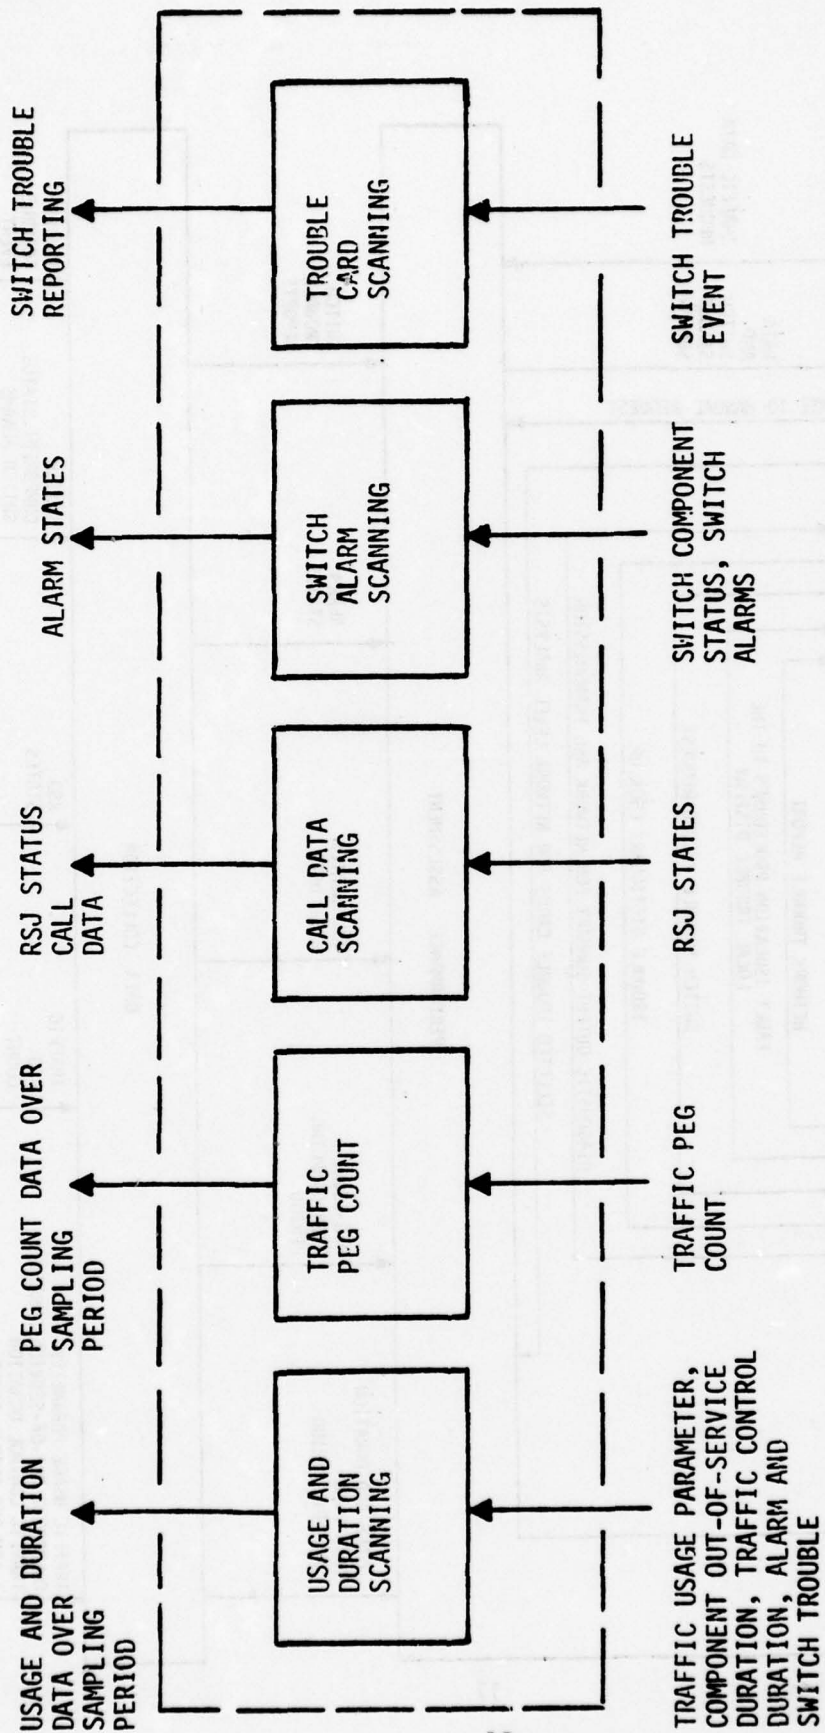 USAGE AND DURATION
DATA OVER
SAMPLING
PERIOD
PEG COUNT DATA OVER
SAMPLING
PERIOD
RSJ STATUS
CALL
DATA
ALARM STATES
SWITCH TROUBLE
REPORTING
USAGE AND
DURATION
SCANNING
TRAFFIC
PEG COUNT
CALL DATA
SCANNING
SWITCH
ALARM
SCANNING
TROUBLE
CARD
SCANNING
TRAFFIC USAGE PARAMETER,
COMPONENT OUT-OF-SERVICE
DURATION, TRAFFIC CONTROL
DURATION, ALARM AND
SWITCH TROUBLE
TRAFFIC PEG
COUNT
RSJ STATES
SWITCH COMPONENT
STATUS, SWITCH
ALARMS
SWITCH TROUBLE
EVENT